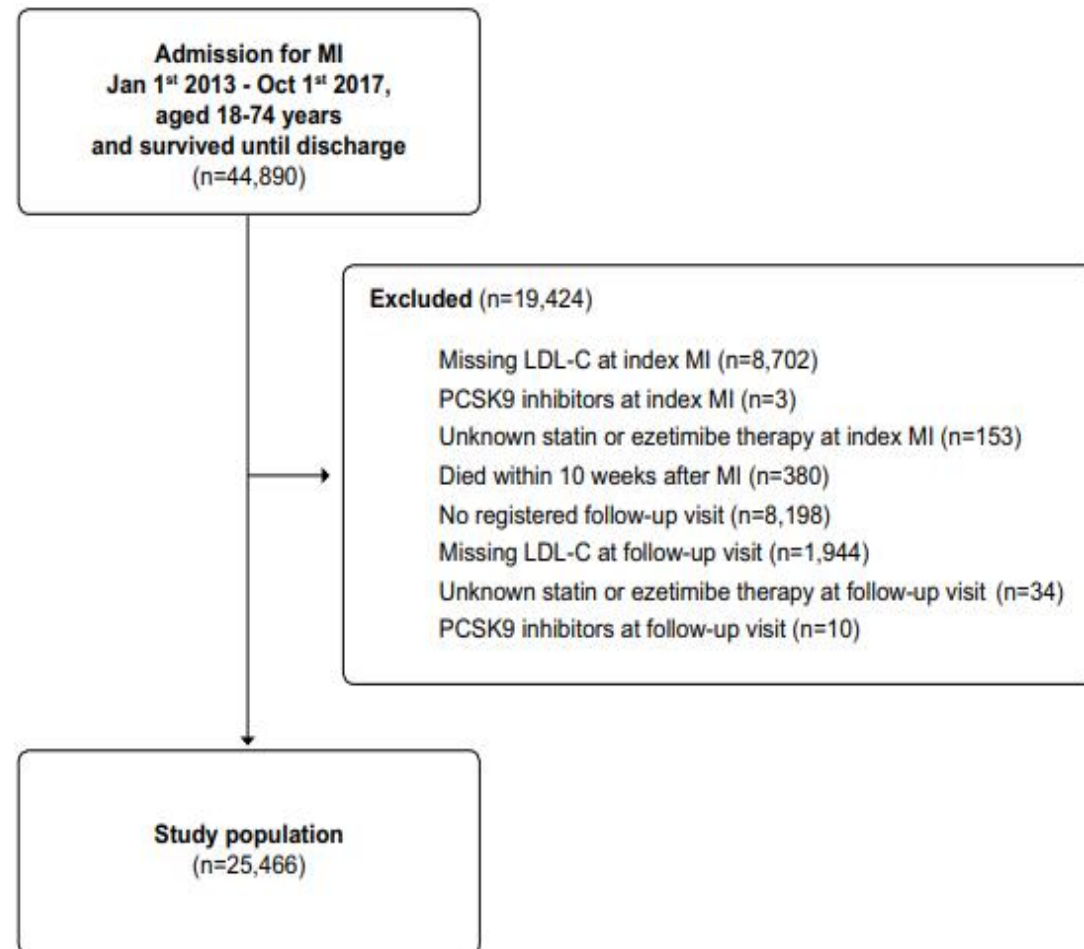 Admission for MI
Jan 1st 2013 - Oct 1st 2017,
aged 18-74 years
and survived until discharge
(n=44,890)
Excluded (n=19,424)
Missing LDL-C at index MI (n=8,702)
PCSK9 inhibitors at index MI (n=3)
Unknown statin or ezetimibe therapy at index MI (n=153)
Died within 10 weeks after MI (n=380)
No registered follow-up visit (n=8,198)
Missing LDL-C at follow-up visit (n=1,944)
Unknown statin or ezetimibe therapy at follow-up visit (n=34)
PCSK9 inhibitors at follow-up visit (n=10)
Study population
(n=25,466)